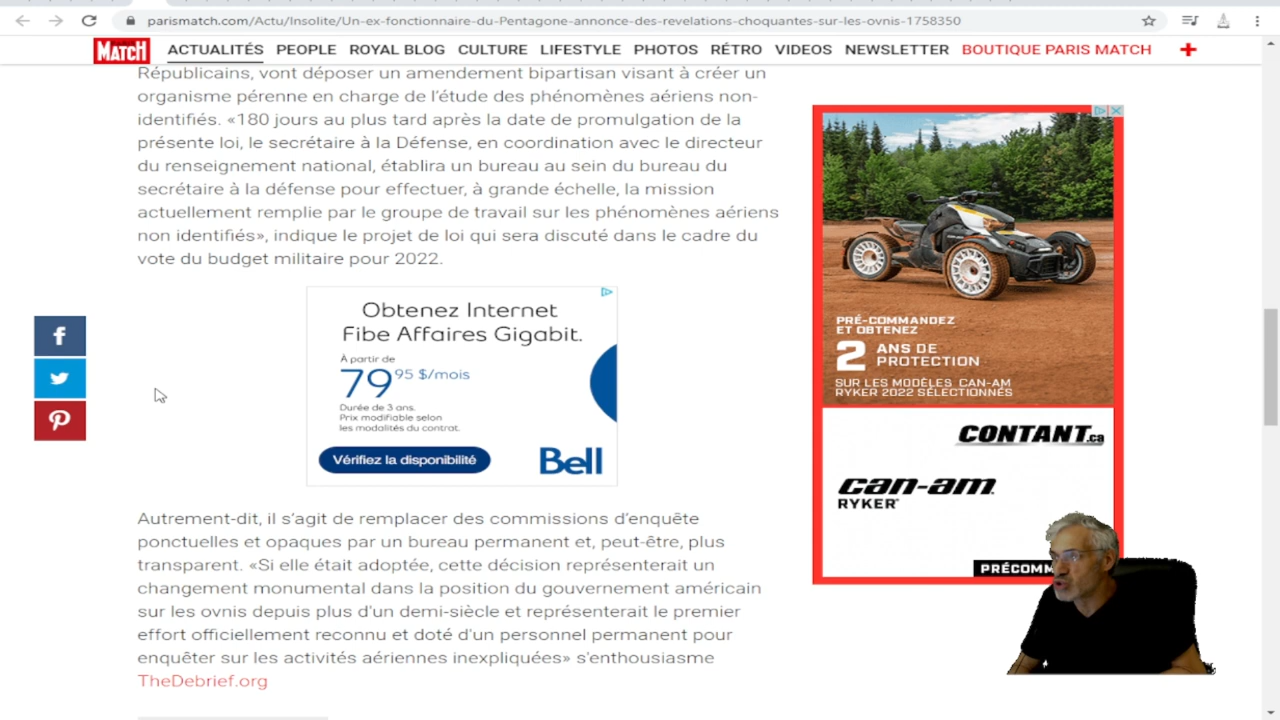 parismatch.com/Actu/Insolite/Un-ex-fonctionnaire-du-Pentagone-annonce-des-revelations-choquantes-sur-les-ovnis-1758350
PARIS MATCH ACTUALITÉS PEOPLE ROYAL BLOG CULTURE LIFESTYLE PHOTOS RÉTRO VIDEOS NEWSLETTER BOUTIQUE PARIS MATCH
Républicains, vont déposer un amendement bipartisan visant à créer un
organisme pérenne en charge de l'étude des phénomènes aériens non-
identifiés. «180 jours au plus tard après la date de promulgation de la
présente loi, le secrétaire à la Défense, en coordination avec le directeur
du renseignement national, établira un bureau au sein du bureau du
secrétaire à la défense pour effectuer, à grande échelle, la mission
actuellement remplie par le groupe de travail sur les phénomènes aériens
non identifiés», indique le projet de loi qui sera discuté dans le cadre du
vote du budget militaire pour 2022.
Obtenez Internet
Fibe Affaires Gigabit.
À partir de
79 95 $/mois
Durée de 3 ans.
Prix modifiable selon
les modalités du contrat.
Vérifiez la disponibilité
Bell
PRÉ-COMMANDEZ
ET OBTENEZ
2 ANS DE
PROTECTION
SUR LES MODÈLES CAN-AM
RYKER 2022 SÉLECTIONNÉS
CONTANT.ca
can-am
RYKER
PRÉCOMM
Autrement-dit, il s'agit de remplacer des commissions d'enquête
ponctuelles et opaques par un bureau permanent et, peut-être, plus
transparent. «Si elle était adoptée, cette décision représenterait un
changement monumental dans la position du gouvernement américain
sur les ovnis depuis plus d'un demi-siècle et représenterait le premier
effort officiellement reconnu et doté d'un personnel permanent pour
enquêter sur les activités aériennes inexpliquées» s'enthousiasme
TheDebrief.org